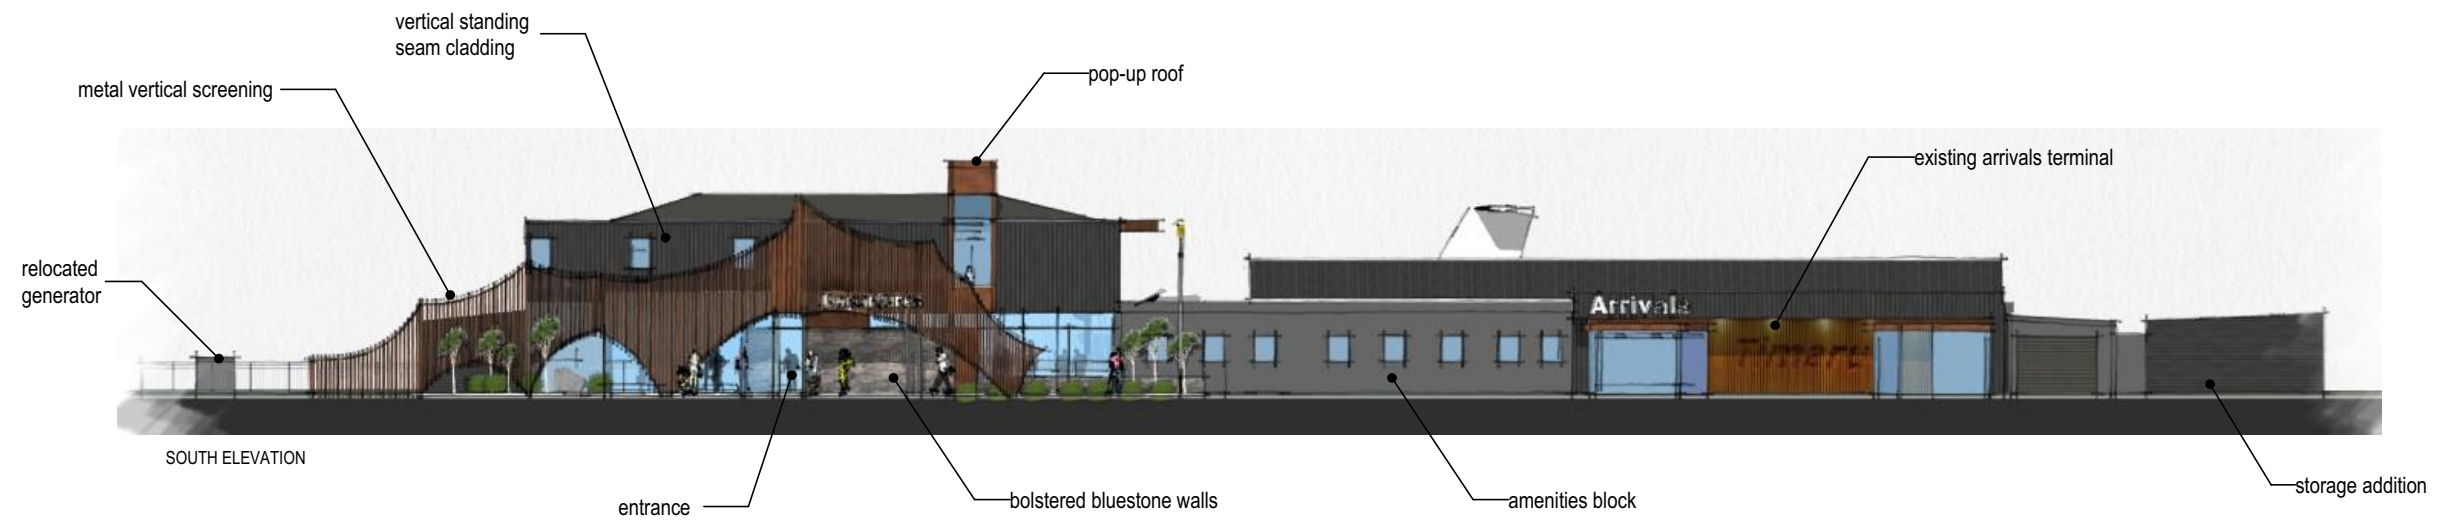 vertical standing
seam cladding
pop-up roof
metal vertical screening
existing arrivals terminal
relocated
generator
Departures
Arrivals
Timaru
SOUTH ELEVATION
entrance
bolstered bluestone walls
amenities block
storage addition